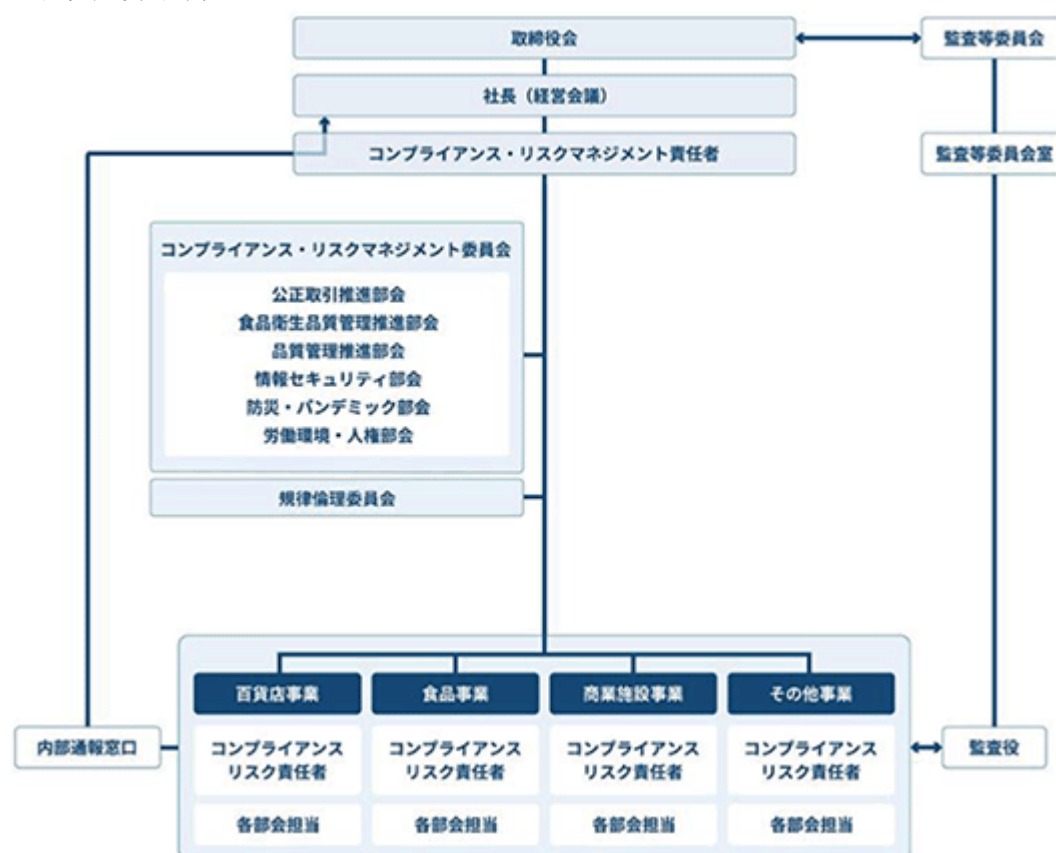 取締役会
監査等委員会
社長（経営会議）
コンプライアンス・リスクマネジメント責任者
監査等委員会室
コンプライアンス・リスクマネジメント委員会
公正取引推進部会
食品衛生品質管理推進部会
品質管理推進部会
情報セキュリティ部会
防災・パンデミック部会
労働環境・人権部会
規律倫理委員会
百貨店事業
食品事業
商業施設事業
その他事業
内部通報窓口
コンプライアンス
リスク責任者
コンプライアンス
リスク責任者
コンプライアンス
リスク責任者
コンプライアンス
リスク責任者
監査役
各部会担当
各部会担当
各部会担当
各部会担当